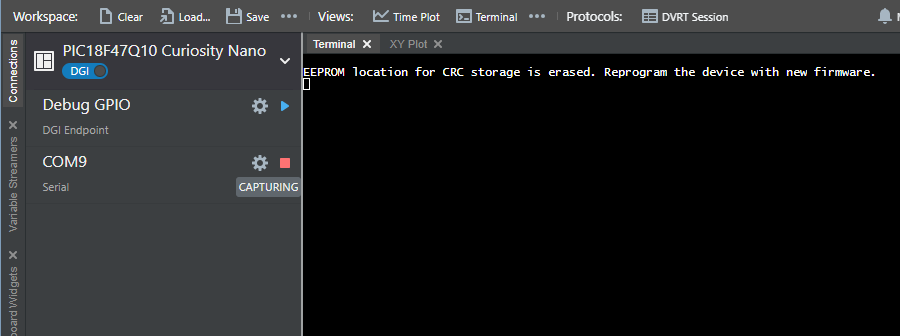 Workspace: Clear Load... Save ••• Views: Time Plot Terminal ••• Protocols: DVRT Session
Connections
Variable Streamers
board Widgets
PIC18F47Q10 Curiosity Nano
DGI
Debug GPIO
DGI Endpoint
COM9
Serial
CAPTURING
Terminal XY Plot
EEPROM location for CRC storage is erased. Reprogram the device with new firmware.